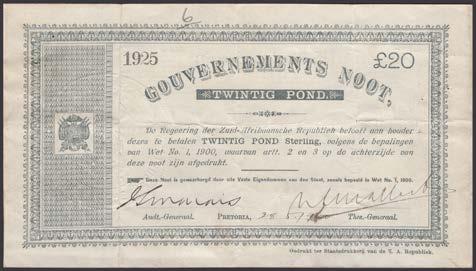 6
1925
£20
GOUVERNEMENTS NOOT,
TWINTIG POND.
De Regeering der Zuid-Afrikaansche Republiek belooft aan houder
dezes te betalen TWINTIG POND Sterling, volgens de bepalingen
van Wet No. 1, 1900, waarvan artt. 2 en 3 op de achterzijde van
deze noot zijn afgedrukt.
Deze Noot is gewaarborgd door alle Vaste Eigendommen van den Staat, zooals bepaald in Wet No. 1, 1900.
Audt.-Generaal.
PRETORIA, 28
Thes.-Generaal.
Gedrukt ter Staatsdrukkerij van de Z. A. Republiek.